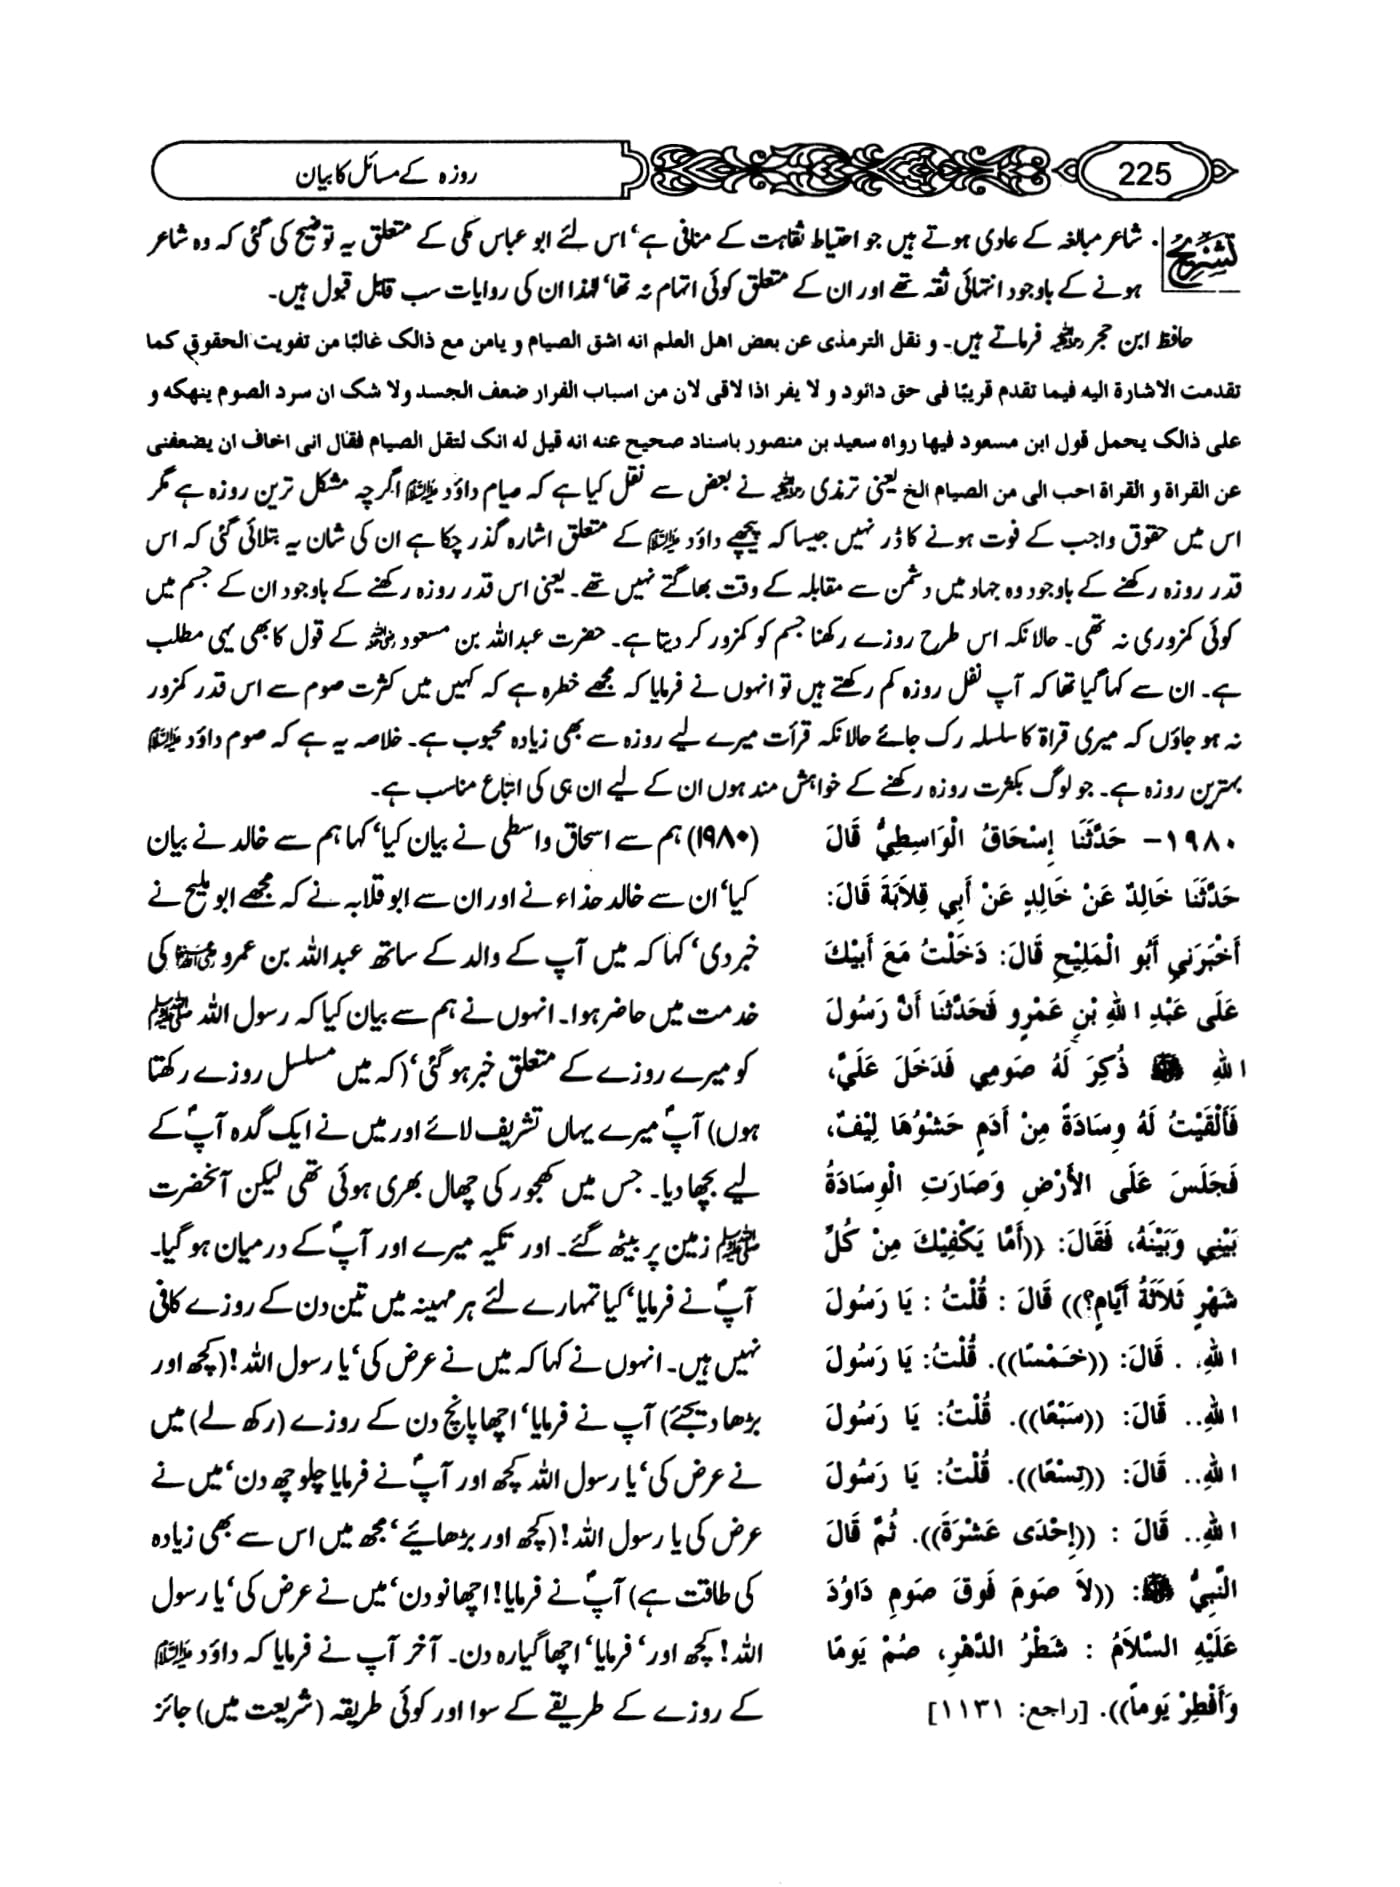 روزہ کے مسائل کا بیان
225
تشریح
شاعر مبالغہ کے عادی ہوتے ہیں جو احتیاط ثقاہت کے منافی ہے‘ اس لئے ابو عباس مکی کے متعلق یہ توضیح کی گئی کہ وہ شاعر
ہونے کے باوجود انتہائی ثقہ تھے اور ان کے متعلق کوئی اتہام نہ تھا‘ لہٰذا ان کی روایات سب قابل قبول ہیں۔
حافظ ابن حجر رحمۃ اللہ علیہ فرماتے ہیں۔ و نقل الترمذی عن بعض اهل العلم انه اشق الصیام و یامن مع ذالک غالبًا من تفویت الحقوق کما
تقدمت الاشارة الیه فیما تقدم قریبًا فی حق دائود و لا یفر اذا لاقی لان من اسباب الفرار ضعف الجسد ولا شک ان سرد الصوم ینهکه و
علی ذالک یحمل قول ابن مسعود فیها رواه سعید بن منصور باسناد صحیح عنه انه قیل له انک لتقل الصیام فقال انی اخاف ان یضعفنی
عن القراة و القراة احب الی من الصیام الخ یعنی ترمذی رحمۃ اللہ علیہ نے بعض سے نقل کیا ہے کہ صیام داؤد علیہ السلام اگرچہ مشکل ترین روزہ ہے مگر
اس میں حقوق واجب کے فوت ہونے کا ڈر نہیں جیسا کہ پیچھے داؤد علیہ السلام کے متعلق اشارہ گذر چکا ہے ان کی شان یہ بتلائی گئی کہ اس
قدر روزہ رکھنے کے باوجود وہ جہاد میں دشمن سے مقابلہ کے وقت بھاگتے نہیں تھے۔ یعنی اس قدر روزہ رکھنے کے باوجود ان کے جسم میں
کوئی کمزوری نہ تھی۔ حالانکہ اس طرح روزے رکھنا جسم کو کمزور کر دیتا ہے۔ حضرت عبداللہ بن مسعود رضی اللہ عنہ کے قول کا بھی یہی مطلب
ہے۔ ان سے کہا گیا تھا کہ آپ نفل روزہ کم رکھتے ہیں تو انہوں نے فرمایا کہ مجھے خطرہ ہے کہ کہیں میں کثرت صوم سے اس قدر کمزور
نہ ہو جاؤں کہ میری قراۃ کا سلسلہ رک جائے حالانکہ قرأت میرے لیے روزہ سے بھی زیادہ محبوب ہے۔ خلاصہ یہ ہے کہ صوم داؤد علیہ السلام
بہترین روزہ ہے۔ جو لوگ بکثرت روزہ رکھنے کے خواہش مند ہوں ان کے لیے ان ہی کی اتباع مناسب ہے۔
١٩٨٠– حَدَّثَنَا إِسْحَاقُ الْوَاسِطِيُّ قَالَ
حَدَّثَنَا خَالِدٌ عَنْ خَالِدٍ عَنْ أَبِي قِلاَبَةَ قَالَ:
أَخْبَرَنِي أَبُو الْمَلِيْحِ قَالَ: دَخَلْتُ مَعَ أَبِيْكَ
عَلَى عَبْدِ اللهِ بْنِ عَمْرٍو فَحَدَّثَنَا أَنَّ رَسُولَ
اللهِ ﷺ ذُكِرَ لَهُ صَومِي فَدَخَلَ عَلَيَّ،
فَأَلْقَيْتُ لَهُ وِسَادَةً مِنْ أَدَمٍ حَشْوُهَا لِيْفٌ،
فَجَلَسَ عَلَى الأَرْضِ وَصَارَتِ الْوِسَادَةُ
بَيْنِي وَبَيْنَهُ، فَقَالَ: ((أَمَا يَكْفِيْكَ مِنْ كُلِّ
شَهْرٍ ثَلاَثَةُ أَيَّامٍ؟)) قَالَ : قُلْتُ : يَا رَسُولَ
اللهِ. . قَالَ: ((خَمْسًا)). قُلْتُ: يَا رَسُولَ
اللهِ.. قَالَ: ((سَبْعًا)). قُلْتُ: يَا رَسُولَ
اللهِ.. قَالَ: ((تِسْعًا)). قُلْتُ: يَا رَسُولَ
اللهِ.. قَالَ : ((إِحْدَى عَشْرَةَ)). ثُمَّ قَالَ
النَّبِيُّ ﷺ: ((لاَ صَومَ فَوقَ صَومِ دَاوُدَ
عَلَيْهِ السَّلاَمُ : شَطْرُ الدَّهْرِ، صُمْ يَومًا
وَأَفْطِرْ يَوماً)). [راجع: ١١٣١]
(۱۹۸۰) ہم سے اسحاق واسطی نے بیان کیا‘ کہا ہم سے خالد نے بیان
کیا‘ ان سے خالد حذاء نے اور ان سے ابو قلابہ نے کہ مجھے ابو ملیح نے
خبر دی‘ کہا کہ میں آپ کے والد کے ساتھ عبداللہ بن عمرو رضی اللہ عنہما کی
خدمت میں حاضر ہوا۔ انہوں نے ہم سے بیان کیا کہ رسول اللہ ﷺ
کو میرے روزے کے متعلق خبر ہو گئی‘ (کہ میں مسلسل روزے رکھتا
ہوں) آپؐ میرے یہاں تشریف لائے اور میں نے ایک گدہ آپؐ کے
لیے بچھا دیا۔ جس میں کھجور کی چھال بھری ہوئی تھی لیکن آنحضرت
ﷺ زمین پر بیٹھ گئے۔ اور تکیہ میرے اور آپؐ کے درمیان ہو گیا۔
آپؐ نے فرمایا‘ کیا تمہارے لئے ہر مہینہ میں تین دن کے روزے کافی
نہیں ہیں۔ انہوں نے کہا کہ میں نے عرض کی‘ یا رسول اللہ! (کچھ اور
بڑھا دیجئے) آپ نے فرمایا‘ اچھا پانچ دن کے روزے (رکھ لے) میں
نے عرض کی‘ یا رسول اللہ کچھ اور آپؐ نے فرمایا چلو چھ دن‘ میں نے
عرض کی یا رسول اللہ! (کچھ اور بڑھائیے‘ مجھ میں اس سے بھی زیادہ
کی طاقت ہے) آپؐ نے فرمایا! اچھا نو دن‘ میں نے عرض کی‘ یا رسول
اللہ! کچھ اور‘ فرمایا‘ اچھا گیارہ دن۔ آخر آپ نے فرمایا کہ داؤد علیہ السلام
کے روزے کے طریقے کے سوا اور کوئی طریقہ (شریعت میں) جائز